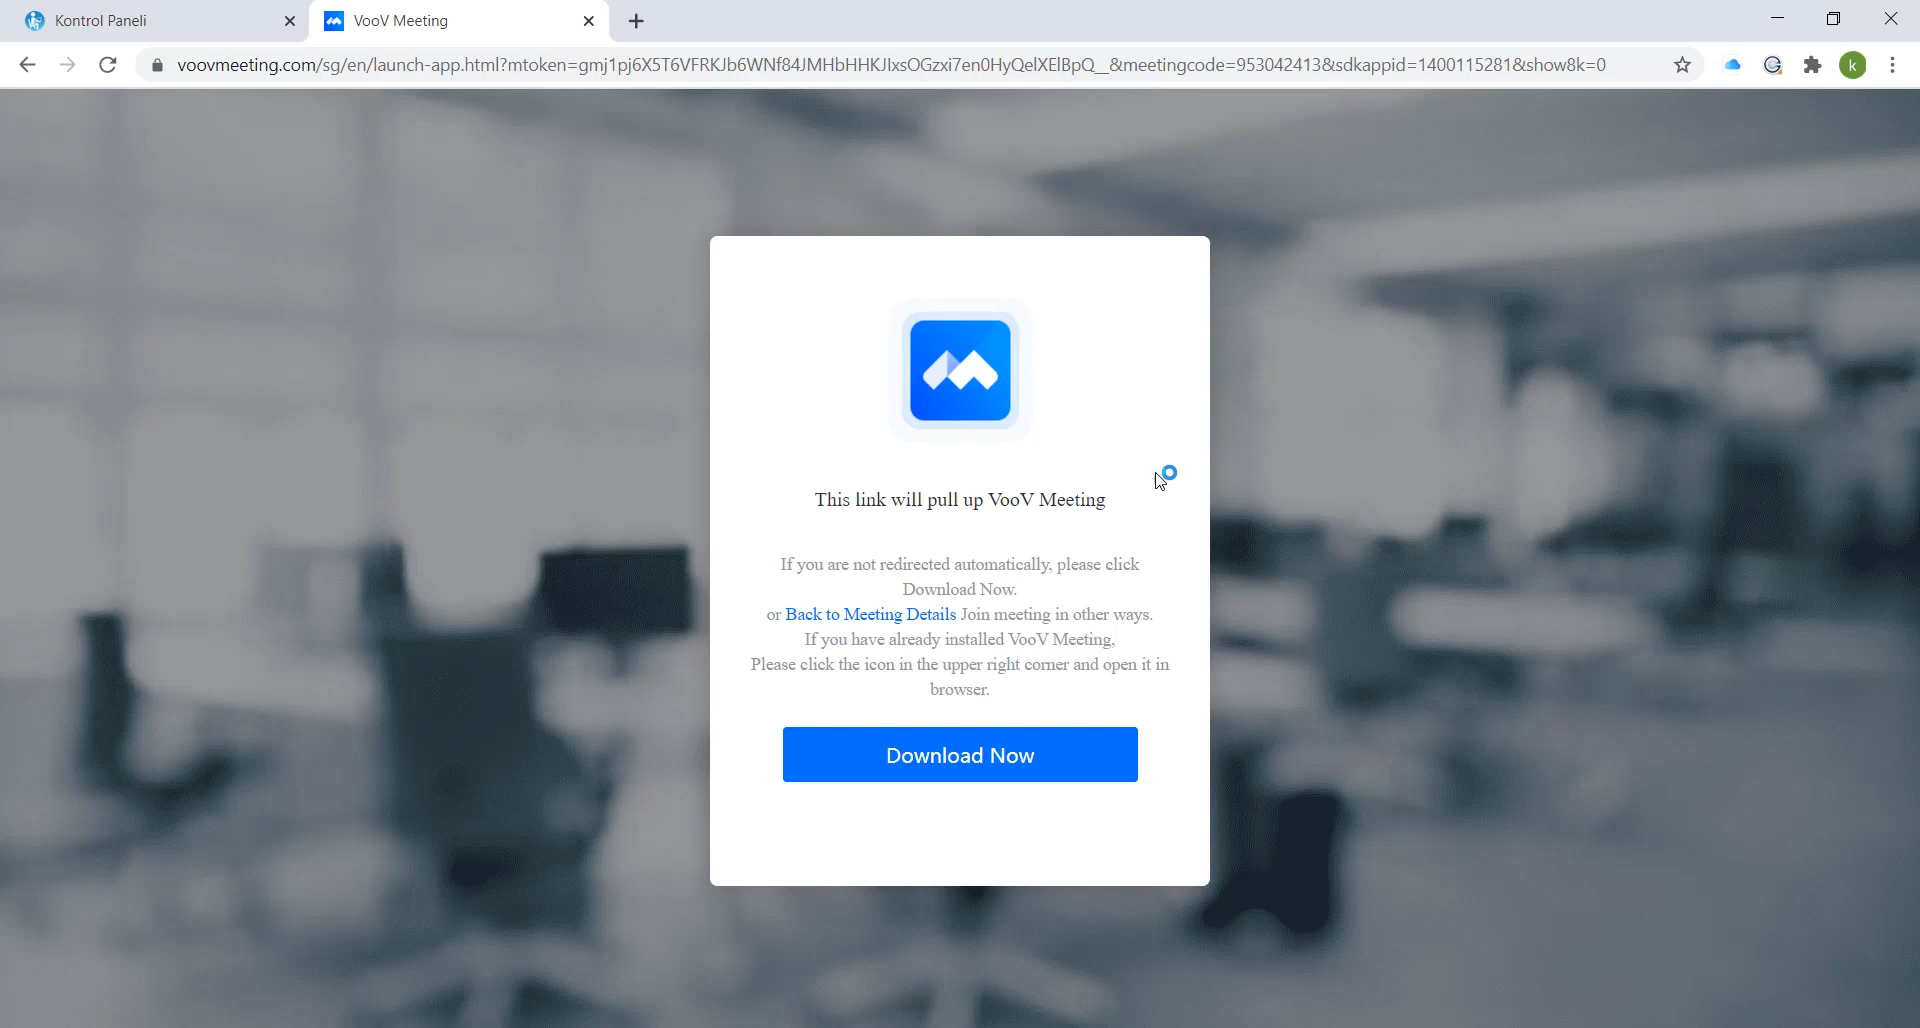 Kontrol Paneli
VooV Meeting
voovmeeting.com/sg/en/launch-app.html?mtoken=gmj1pj6X5T6VFRKJb6WNf84JMHbHHKJlxsOGzxi7en0HyQelXElBpQ__&meetingcode=953042413&sdkappid=1400115281&show8k=0
k
This link will pull up VooV Meeting
If you are not redirected automatically, please click
Download Now.
or Back to Meeting Details Join meeting in other ways.
If you have already installed VooV Meeting,
Please click the icon in the upper right corner and open it in
browser.
Download Now